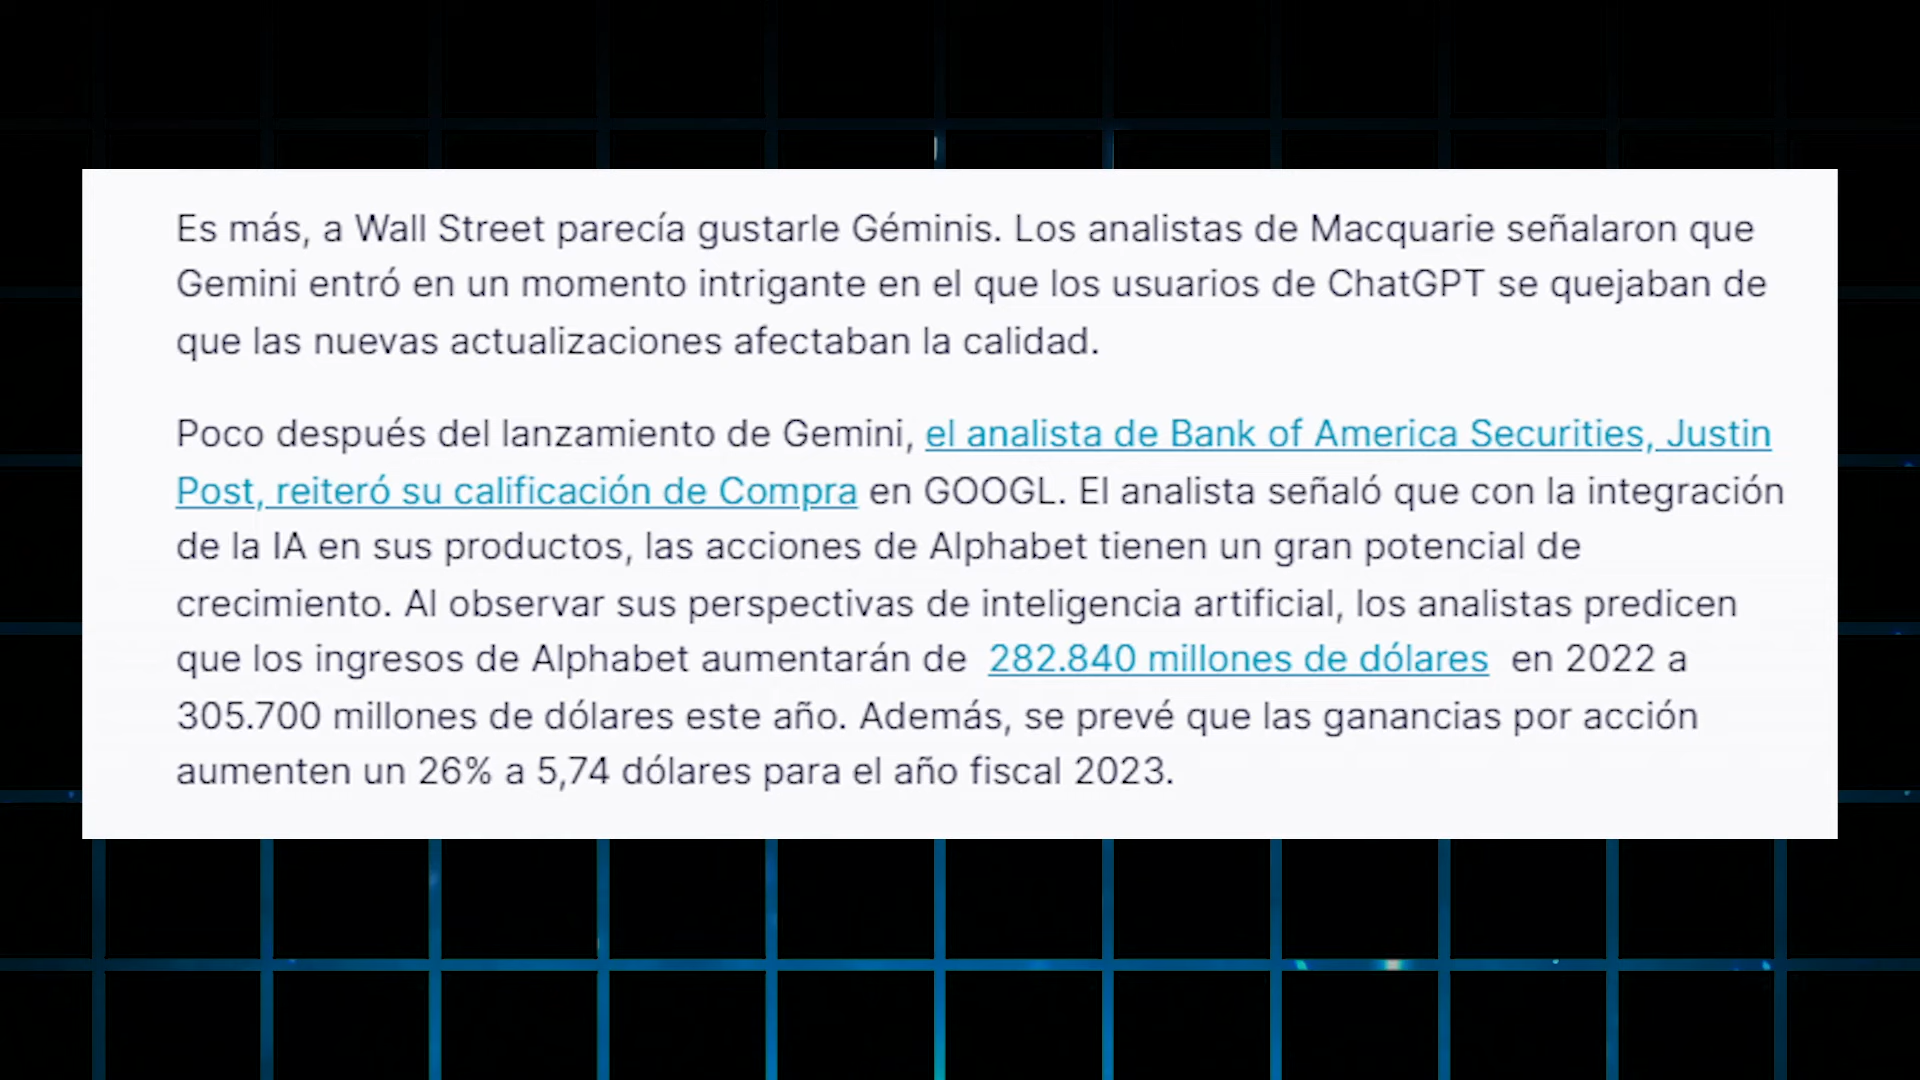 Es más, a Wall Street parecía gustarle Géminis. Los analistas de Macquarie señalaron que
Gemini entró en un momento intrigante en el que los usuarios de ChatGPT se quejaban de
que las nuevas actualizaciones afectaban la calidad.
Poco después del lanzamiento de Gemini, el analista de Bank of America Securities, Justin
Post, reiteró su calificación de Compra en GOOGL. El analista señaló que con la integración
de la IA en sus productos, las acciones de Alphabet tienen un gran potencial de
crecimiento. Al observar sus perspectivas de inteligencia artificial, los analistas predicen
que los ingresos de Alphabet aumentarán de 282.840 millones de dólares en 2022 a
305.700 millones de dólares este año. Además, se prevé que las ganancias por acción
aumenten un 26% a 5,74 dólares para el año fiscal 2023.